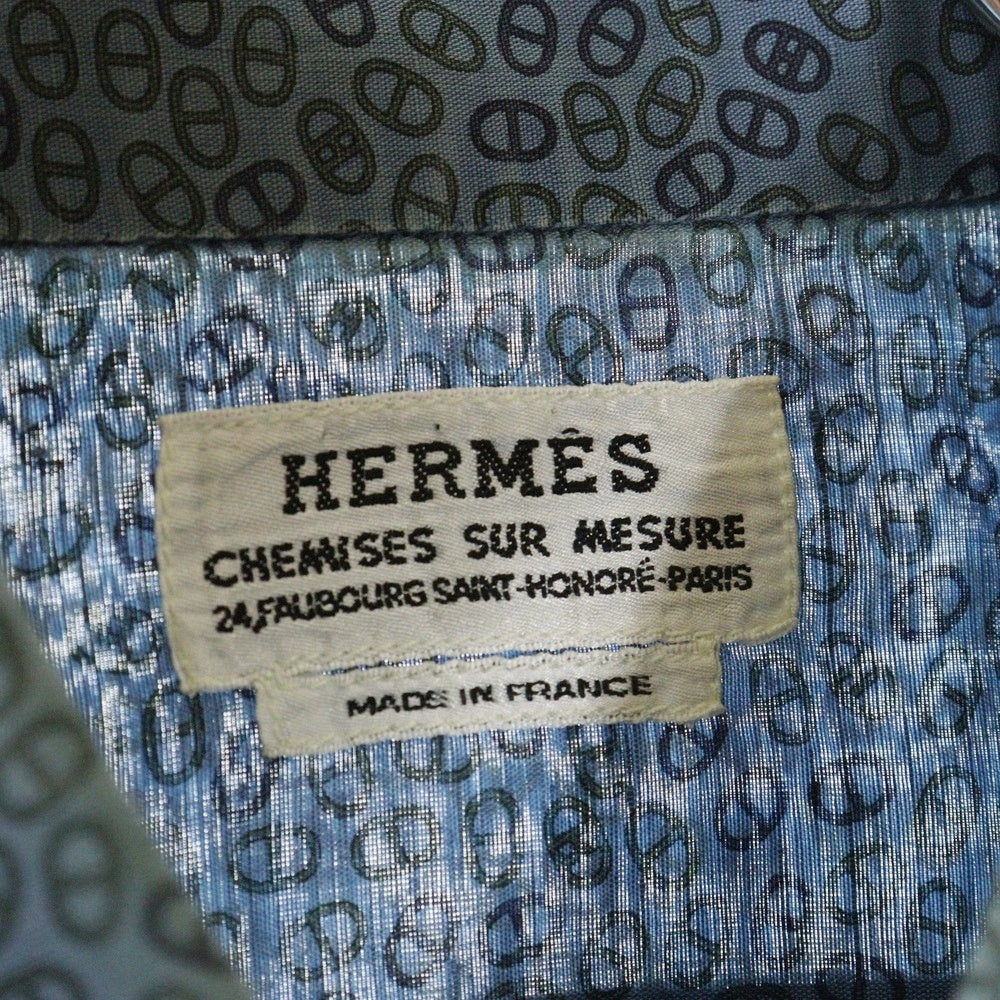 HERMÊS
CHEMISES SUR MESURE
24,FAUBOURG SAINT-HONORÉ-PARIS
MADE IN FRANCE